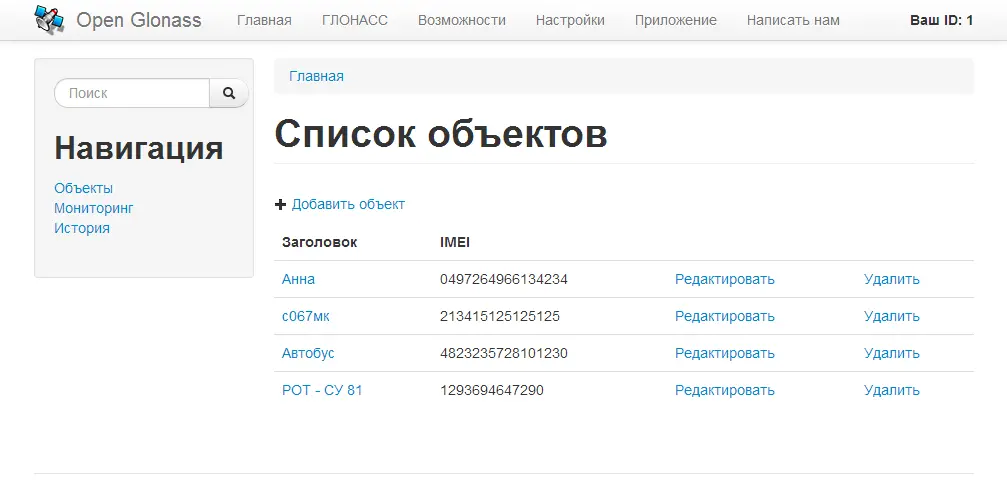 Open Glonass Главная ГЛОНАСС Возможности Настройки Приложение Написать нам Ваш ID: 1
Поиск
Навигация
Объекты
Мониторинг
История
Главная
Список объектов
Добавить объект
Заголовок IMEI
Анна 0497264966134234 Редактировать Удалить
с067мк 213415125125125 Редактировать Удалить
Автобус 4823235728101230 Редактировать Удалить
РОТ - СУ 81 1293694647290 Редактировать Удалить